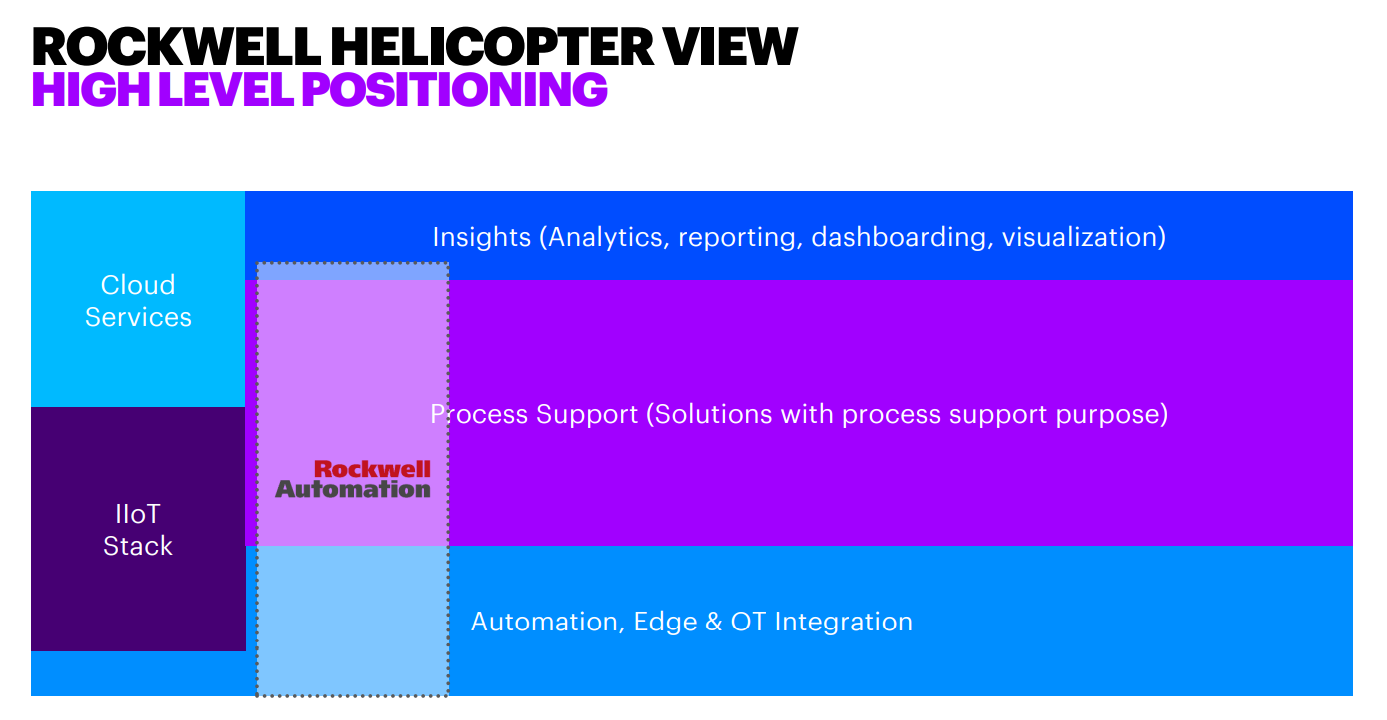 ROCKWELL HELICOPTER VIEW
HIGH LEVEL POSITIONING
Insights (Analytics, reporting, dashboarding, visualization)
Cloud
Services
Process Support (Solutions with process support purpose)
Rockwell
Automation
IIoT
Stack
Automation, Edge & OT Integration